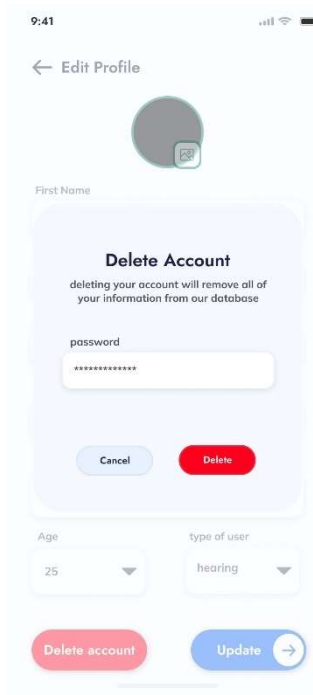 9:41
Edit Profile
First Name
Delete Account
deleting your account will remove all of
your information from our database
password
*************
Cancel Delete
Age type of user
25 hearing
Delete account Update